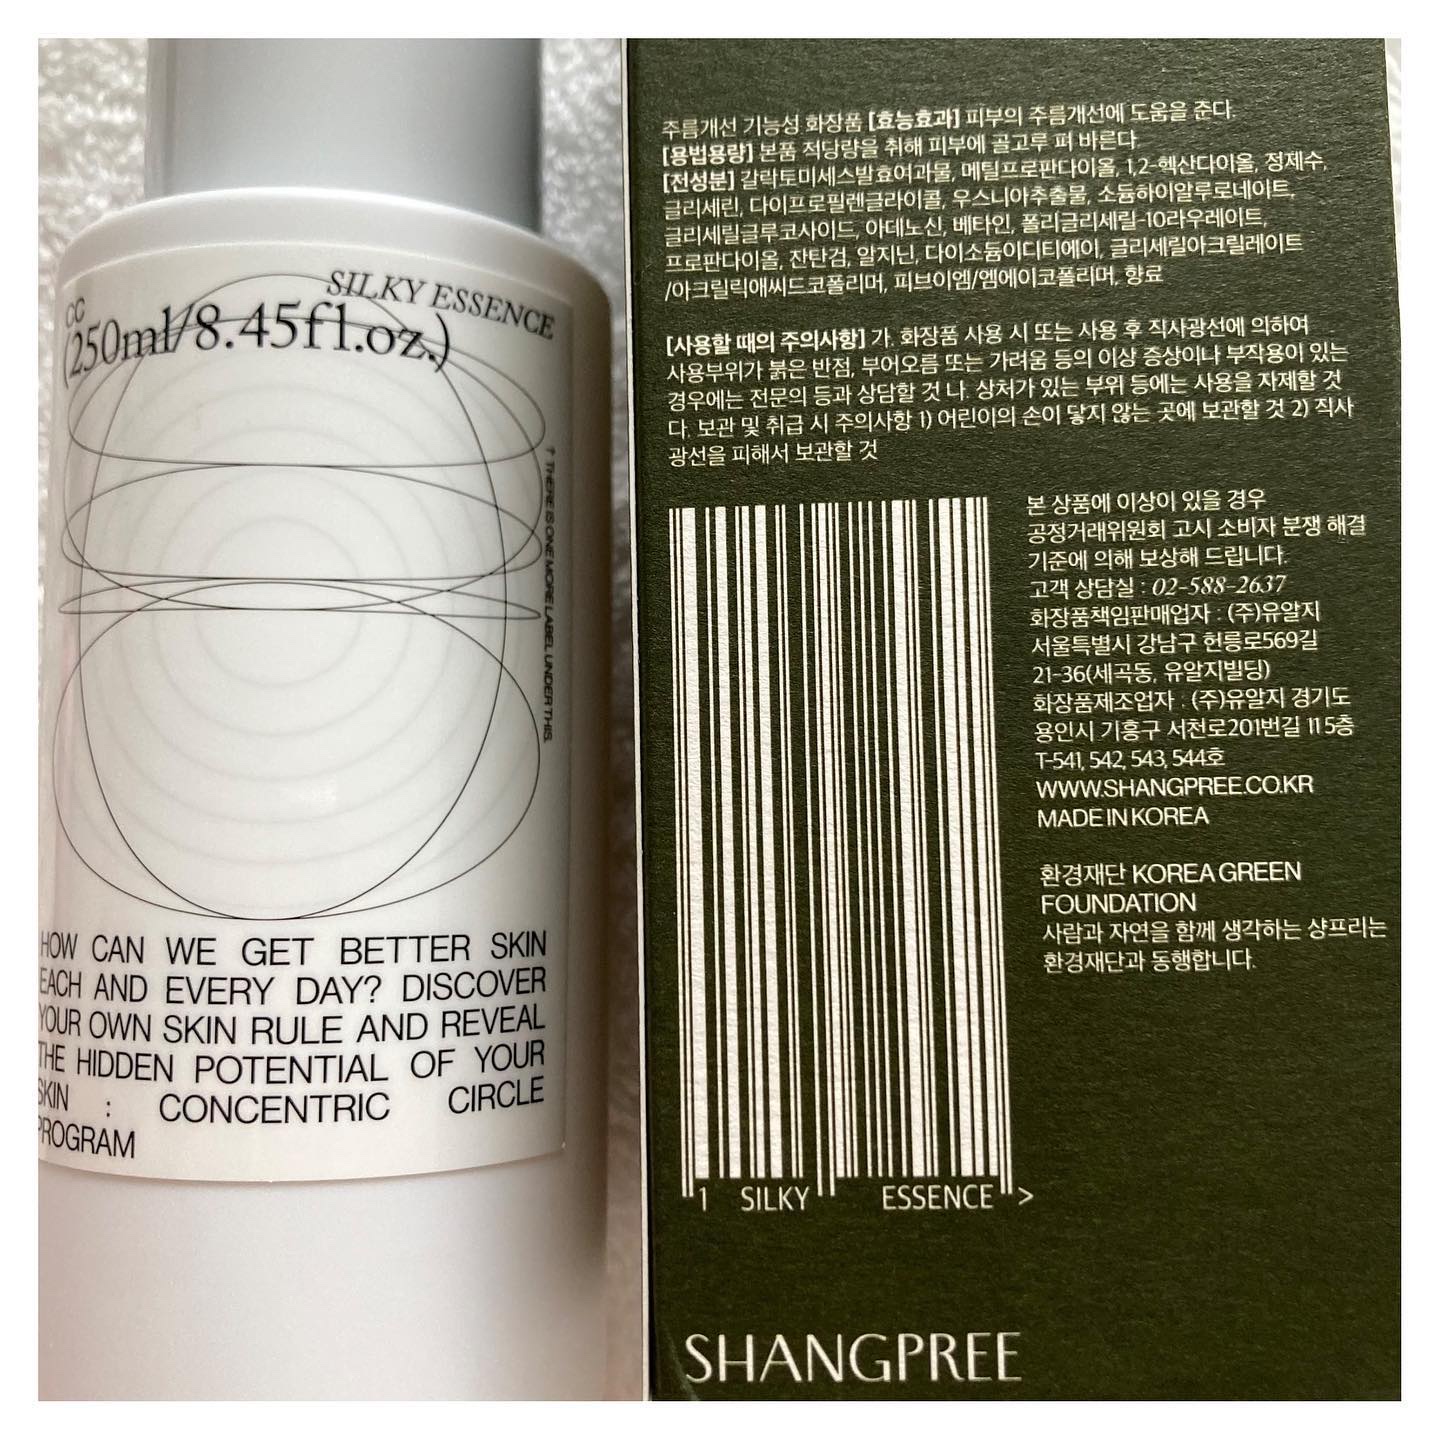 SILKY ESSENCE
CC
(250ml/8.45fl.oz.)
↑ THERE IS ONE MORE LABEL UNDER THIS.
HOW CAN WE GET BETTER SKIN
EACH AND EVERY DAY? DISCOVER
YOUR OWN SKIN RULE AND REVEAL
THE HIDDEN POTENTIAL OF YOUR
SKIN : CONCENTRIC CIRCLE
PROGRAM
주름개선 기능성 화장품 [효능효과] 피부의 주름개선에 도움을 준다.
[용법용량] 본품 적당량을 취해 피부에 골고루 펴 바른다.
[전성분] 갈락토미세스발효여과물, 메틸프로판다이올, 1,2-헥산다이올, 정제수,
글리세린, 다이프로필렌글라이콜, 우스니아추출물, 소듐하이알루로네이트,
글리세릴글루코사이드, 아데노신, 베타인, 폴리글리세릴-10라우레이트,
프로판다이올, 잔탄검, 알지닌, 다이소듐이디티에이, 글리세릴아크릴레이트
/아크릴릭애씨드코폴리머, 피브이엠/엠에이코폴리머, 향료
[사용할 때의 주의사항] 가. 화장품 사용 시 또는 사용 후 직사광선에 의하여
사용부위가 붉은 반점, 부어오름 또는 가려움 등의 이상 증상이나 부작용이 있는
경우에는 전문의 등과 상담할 것 나. 상처가 있는 부위 등에는 사용을 자제할 것
다. 보관 및 취급 시 주의사항 1) 어린이의 손이 닿지 않는 곳에 보관할 것 2) 직사
광선을 피해서 보관할 것
본 상품에 이상이 있을 경우
공정거래위원회 고시 소비자 분쟁 해결
기준에 의해 보상해 드립니다.
고객 상담실 : 02-588-2637
화장품책임판매업자 : (주)유알지
서울특별시 강남구 헌릉로569길
21-36(세곡동, 유알지빌딩)
화장품제조업자 : (주)유알지 경기도
용인시 기흥구 서천로201번길 11 5층
T-541, 542, 543, 544호
WWW.SHANGPREE.CO.KR
MADE IN KOREA
환경재단 KOREA GREEN
FOUNDATION
사람과 자연을 함께 생각하는 샹프리는
환경재단과 동행합니다.
1 SILKY ESSENCE >
SHANGPREE